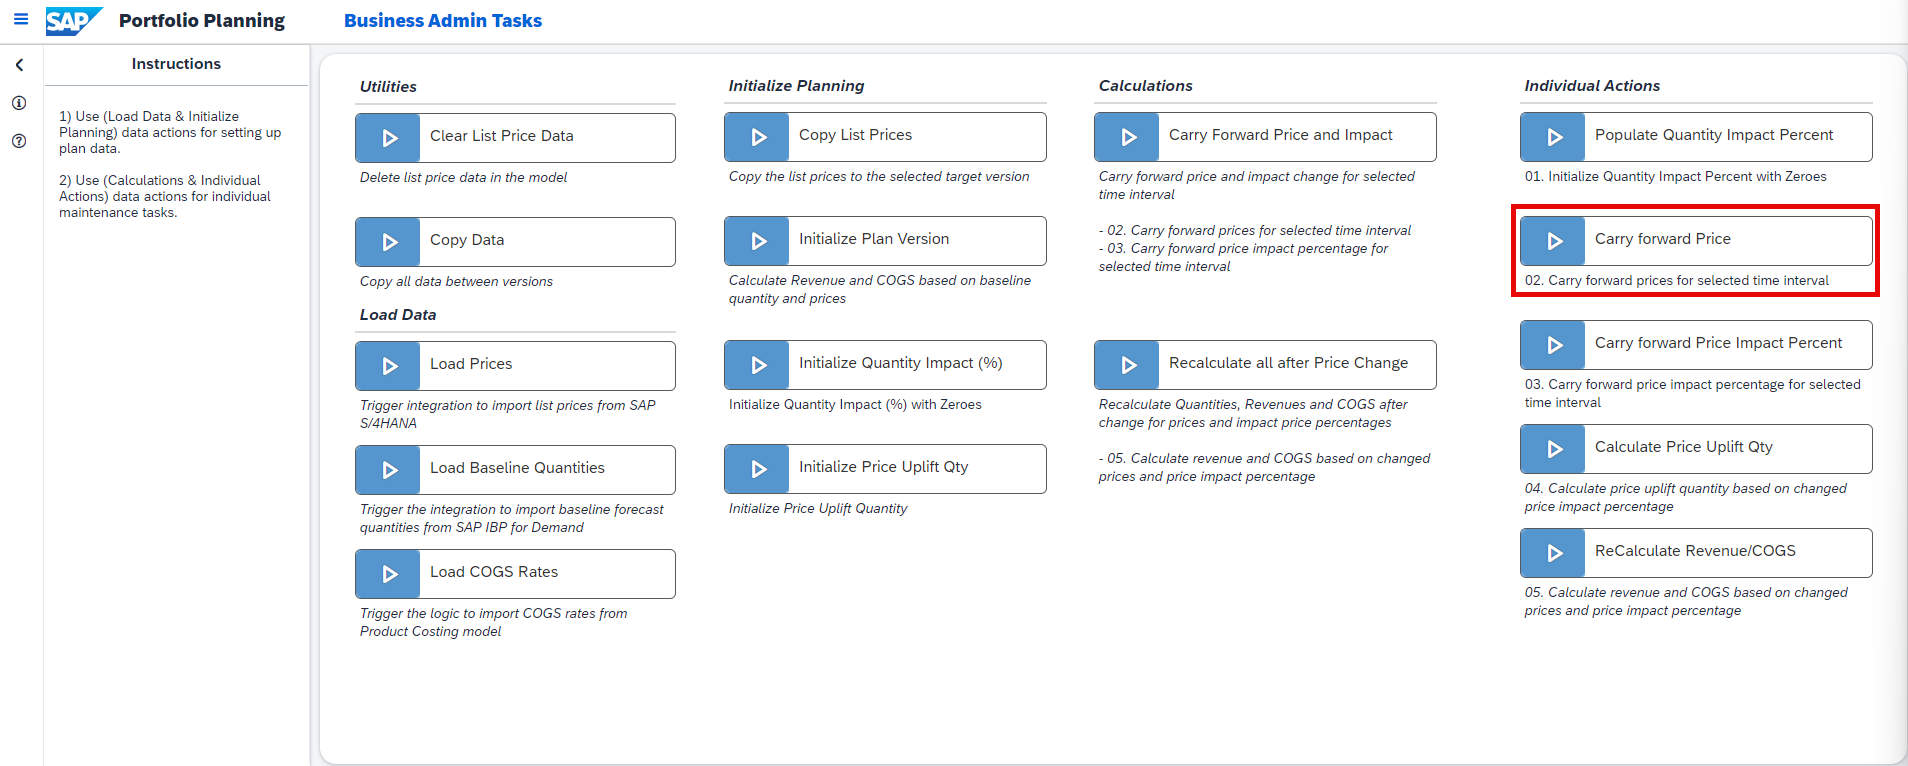 SAP Portfolio Planning Business Admin Tasks
Instructions
1) Use (Load Data & Initialize
Planning) data actions for setting up
plan data.
2) Use (Calculations & Individual
Actions) data actions for individual
maintenance tasks.
Utilities
Clear List Price Data
Delete list price data in the model
Copy Data
Copy all data between versions
Load Data
Load Prices
Trigger integration to import list prices from SAP
S/4HANA
Load Baseline Quantities
Trigger the integration to import baseline forecast
quantities from SAP IBP for Demand
Load COGS Rates
Trigger the logic to import COGS rates from
Product Costing model
Initialize Planning
Copy List Prices
Copy the list prices to the selected target version
Initialize Plan Version
Calculate Revenue and COGS based on baseline
quantity and prices
Initialize Quantity Impact (%)
Initialize Quantity Impact (%) with Zeroes
Initialize Price Uplift Qty
Initialize Price Uplift Quantity
Calculations
Carry Forward Price and Impact
Carry forward price and impact change for selected
time interval
- 02. Carry forward prices for selected time interval
- 03. Carry forward price impact percentage for
selected time interval
Recalculate all after Price Change
Recalculate Quantities, Revenues and COGS after
change for prices and impact price percentages
- 05. Calculate revenue and COGS based on changed
prices and price impact percentage
Individual Actions
Populate Quantity Impact Percent
01. Initialize Quantity Impact Percent with Zeroes
Carry forward Price
02. Carry forward prices for selected time interval
Carry forward Price Impact Percent
03. Carry forward price impact percentage for selected
time interval
Calculate Price Uplift Qty
04. Calculate price uplift quantity based on changed
price impact percentage
ReCalculate Revenue/COGS
05. Calculate revenue and COGS based on changed
prices and price impact percentage